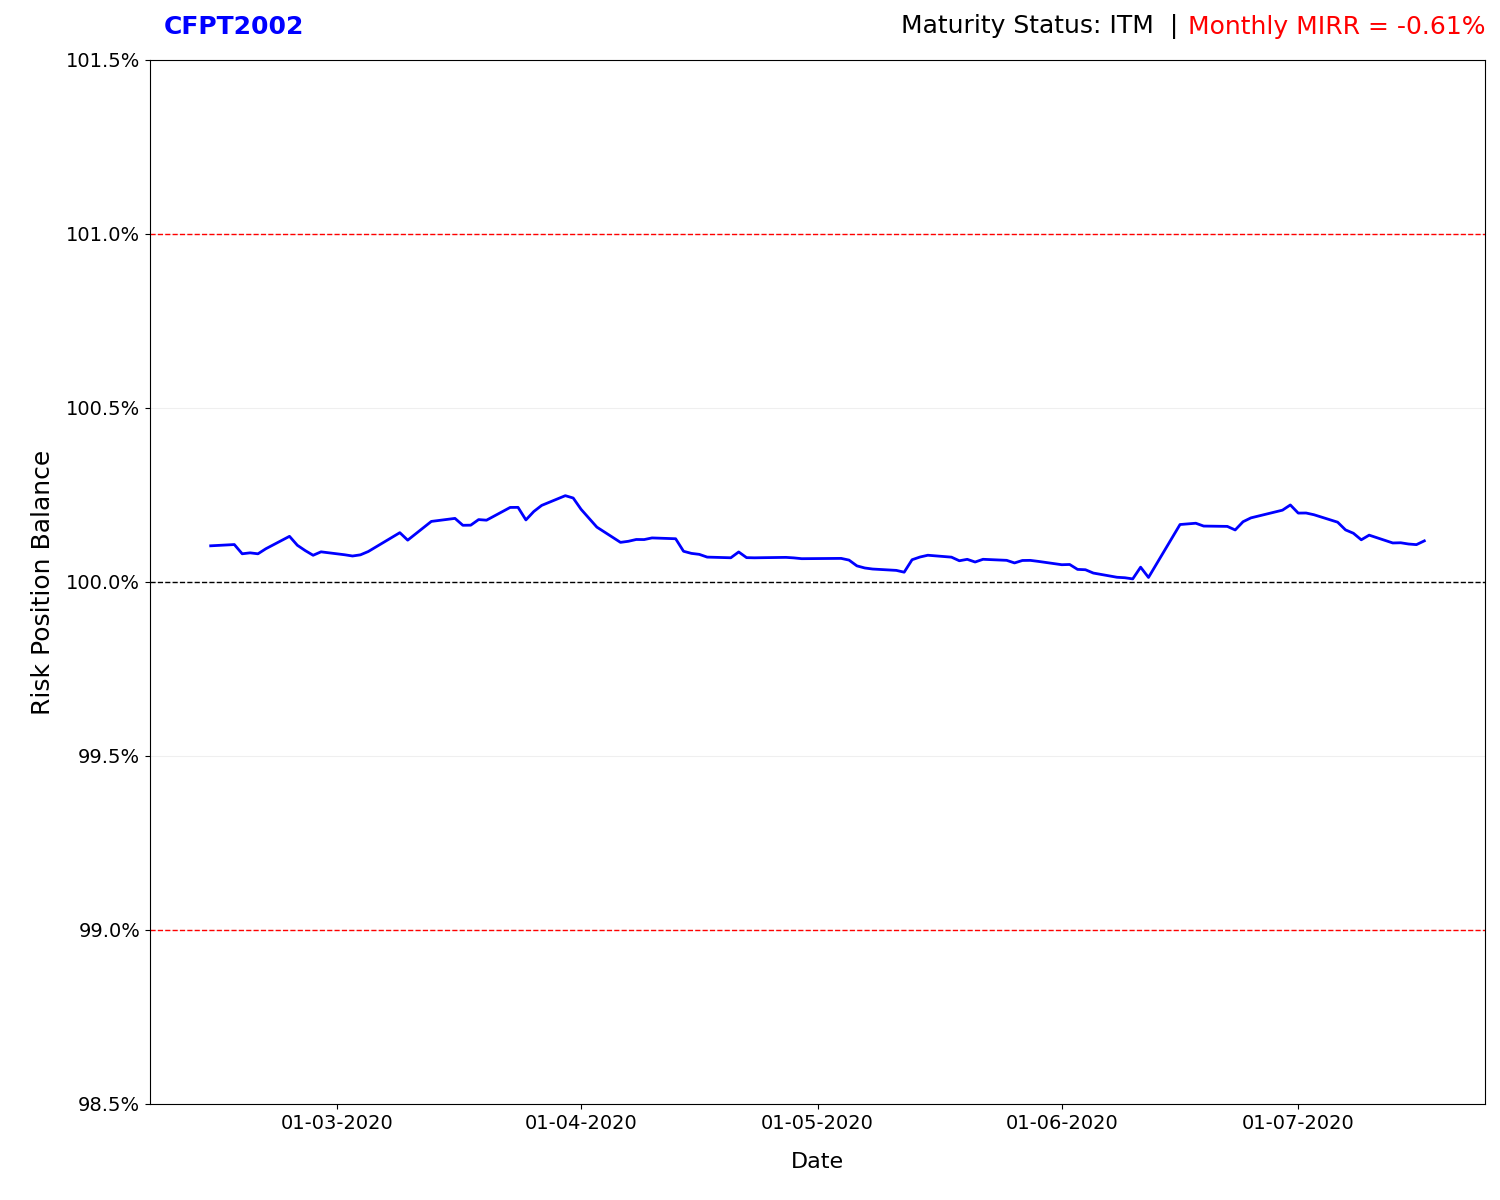 CFPT2002
Maturity Status: ITM | Monthly MIRR = -0.61%
101.5%
101.0%
100.5%
100.0%
99.5%
99.0%
98.5%
Risk Position Balance
01-03-2020 01-04-2020 01-05-2020 01-06-2020 01-07-2020
Date